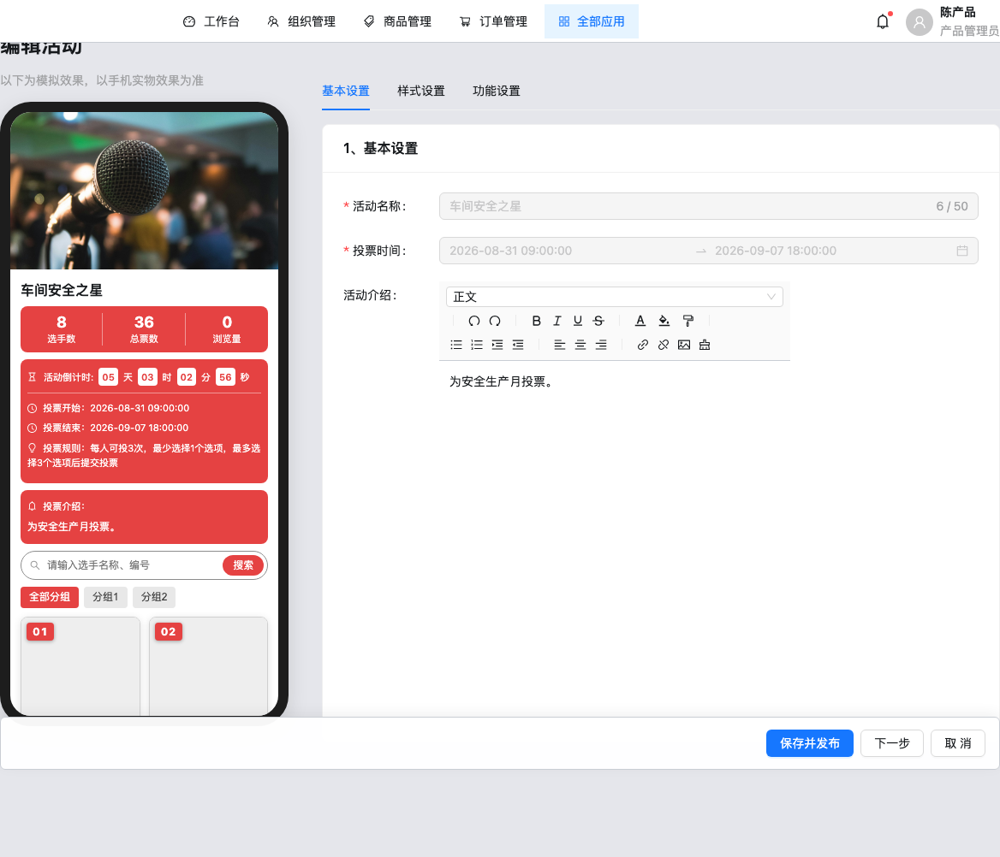 工作台 组织管理 商品管理 订单管理 全部应用 陈产品
产品管理员
编辑活动
以下为模拟效果，以手机实物效果为准
基本设置 样式设置 功能设置
1、基本设置
* 活动名称: 车间安全之星 6 / 50
* 投票时间: 2026-08-31 09:00:00 → 2026-09-07 18:00:00
活动介绍: 正文
B I U S A
为安全生产月投票。
车间安全之星
8 36 0
选手数 总票数 浏览量
活动倒计时: 05 天 03 时 02 分 56 秒
投票开始: 2026-08-31 09:00:00
投票结束: 2026-09-07 18:00:00
投票规则: 每人可投3次，最少选择1个选项，最多选
择3个选项后提交投票
投票介绍:
为安全生产月投票。
请输入选手名称、编号 搜索
全部分组 分组1 分组2
01 02
保存并发布 下一步 取 消